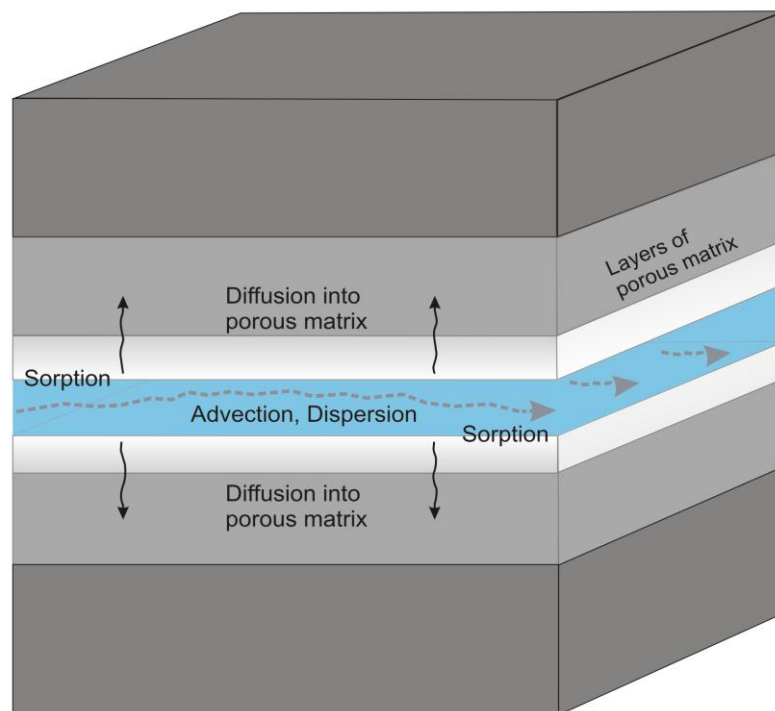 Layers of
porous matrix
Diffusion into
porous matrix
Sorption
Advection, Dispersion
Sorption
Diffusion into
porous matrix